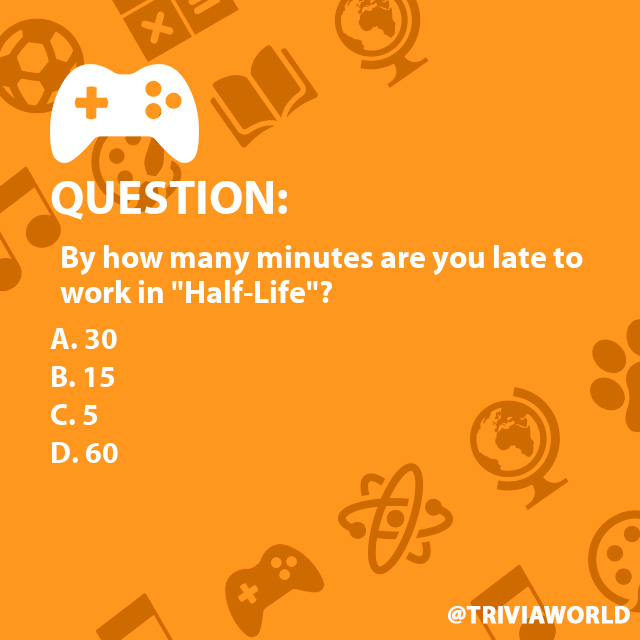 QUESTION:
By how many minutes are you late to
work in "Half-Life"?
A. 30
B. 15
C. 5
D. 60
@TRIVIAWORLD